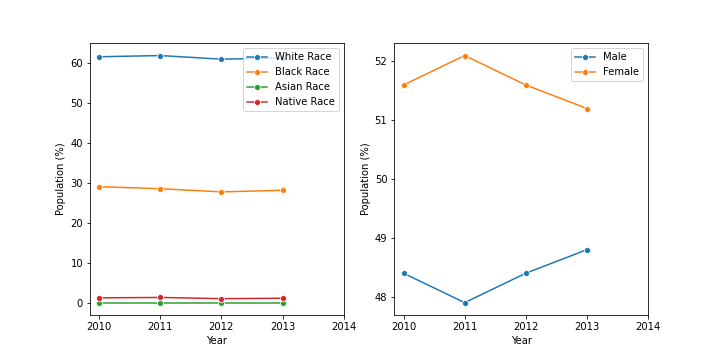 60
50
40
30
20
10
0
Population (%)
2010 2011 2012 2013 2014
Year
White Race
Black Race
Asian Race
Native Race
52
51
50
49
48
Population (%)
2010 2011 2012 2013 2014
Year
Male
Female